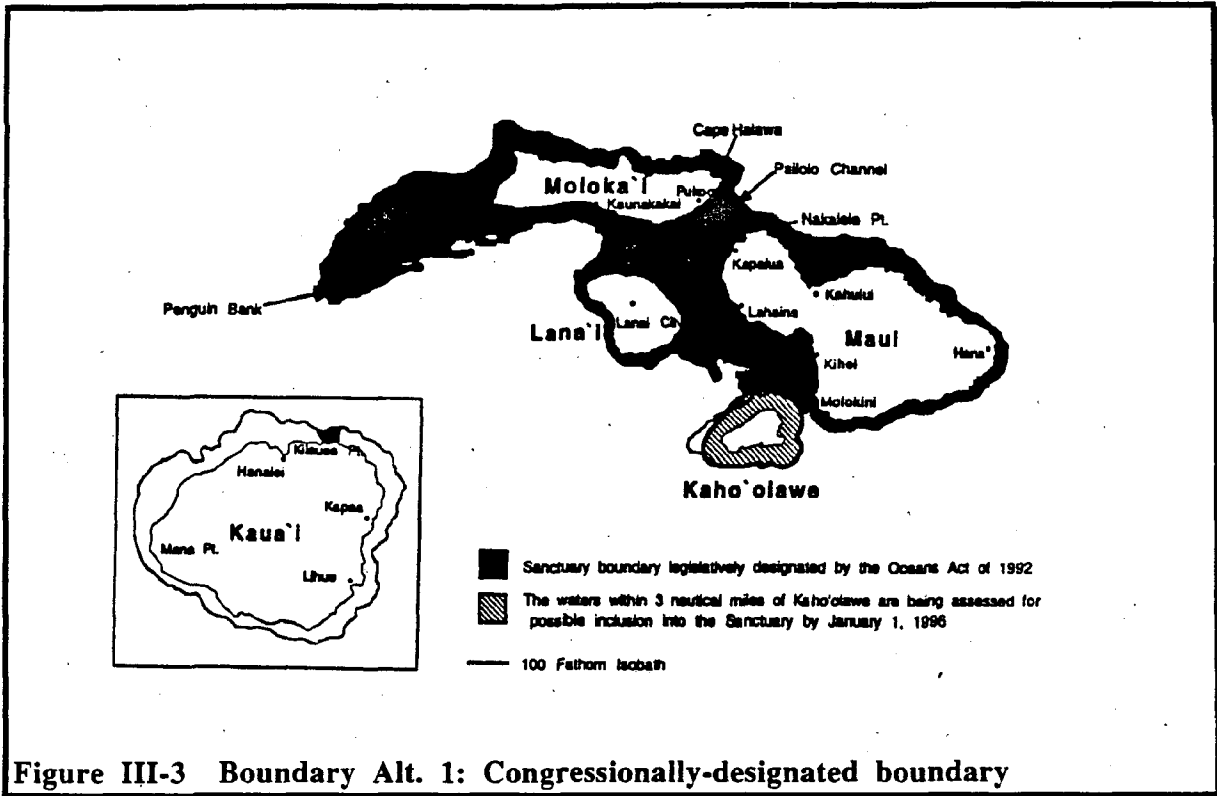 Cape Halawa
Pailolo Channel
Moloka`i
Kaunakakai
Nakalele Pt.
Kapalua
Penguin Bank
Kahului
Lanai
Lahaina
Lana`i
Maui
Hana
Kihei
Molokini
Kaho`olawe
Kilauea Pt.
Hanalei
Kapaa
Kaua`i
Mana Pt.
Lihue
Sanctuary boundary legislatively designated by the Oceans Act of 1992
The waters within 3 nautical miles of Kaho'olawe are being assessed for
possible inclusion into the Sanctuary by January 1, 1996
100 Fathom Isobath
Figure III-3 Boundary Alt. 1: Congressionally-designated boundary